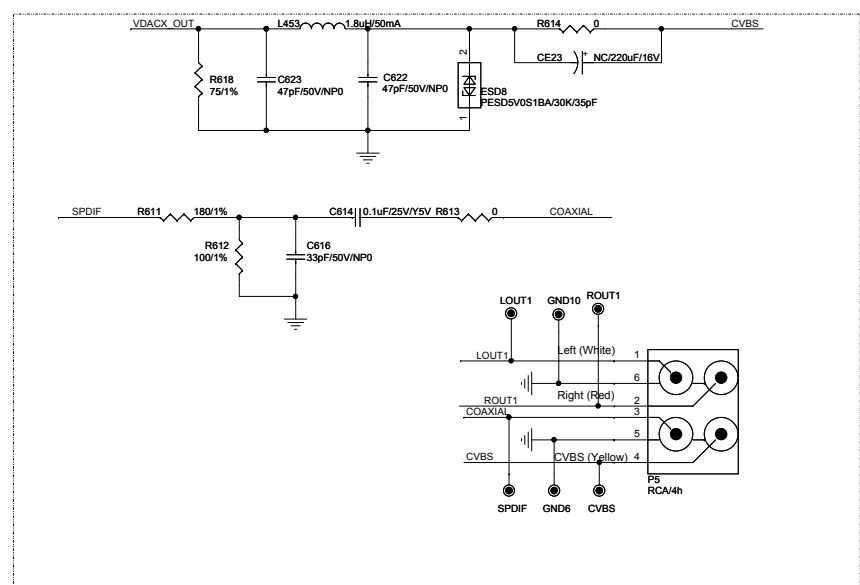 VDACX_OUT
L453
1.8uH/50mA
R614
0
CVBS
CE23
+
NC/220uF/16V
2
R618
75/1%
C623
47pF/50V/NP0
C622
47pF/50V/NP0
ESD8
PESD5V0S1BA/30K/35pF
1
SPDIF
R611
180/1%
C614
0.1uF/25V/Y5V
R613
0
COAXIAL
R612
100/1%
C616
33pF/50V/NP0
LOUT1
GND10
ROUT1
LOUT1
Left (White)
1
6
Right (Red)
ROUT1
2
COAXIAL
3
5
CVBS
CVBS (Yellow)
4
P5
RCA/4h
SPDIF
GND6
CVBS